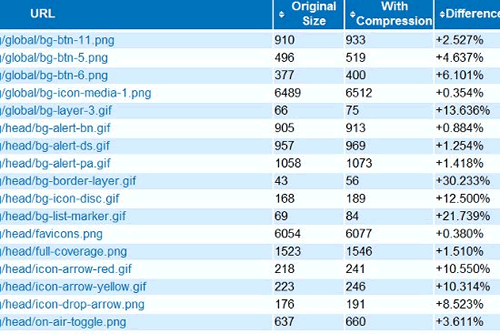 URL Original Size With Compression Difference
g/global/bg-btn-11.png 910 933 +2.527%
g/global/bg-btn-5.png 496 519 +4.637%
g/global/bg-btn-6.png 377 400 +6.101%
g/global/bg-icon-media-1.png 6489 6512 +0.354%
g/global/bg-layer-3.gif 66 75 +13.636%
g/head/bg-alert-bn.gif 905 913 +0.884%
g/head/bg-alert-ds.gif 957 969 +1.254%
g/head/bg-alert-pa.gif 1058 1073 +1.418%
g/head/bg-border-layer.gif 43 56 +30.233%
g/head/bg-icon-disc.gif 168 189 +12.500%
g/head/bg-list-marker.gif 69 84 +21.739%
g/head/favicons.png 6054 6077 +0.380%
g/head/full-coverage.png 1523 1546 +1.510%
g/head/icon-arrow-red.gif 218 241 +10.550%
g/head/icon-arrow-yellow.gif 223 246 +10.314%
g/head/icon-drop-arrow.png 176 191 +8.523%
g/head/on-air-toggle.png 637 660 +3.611%